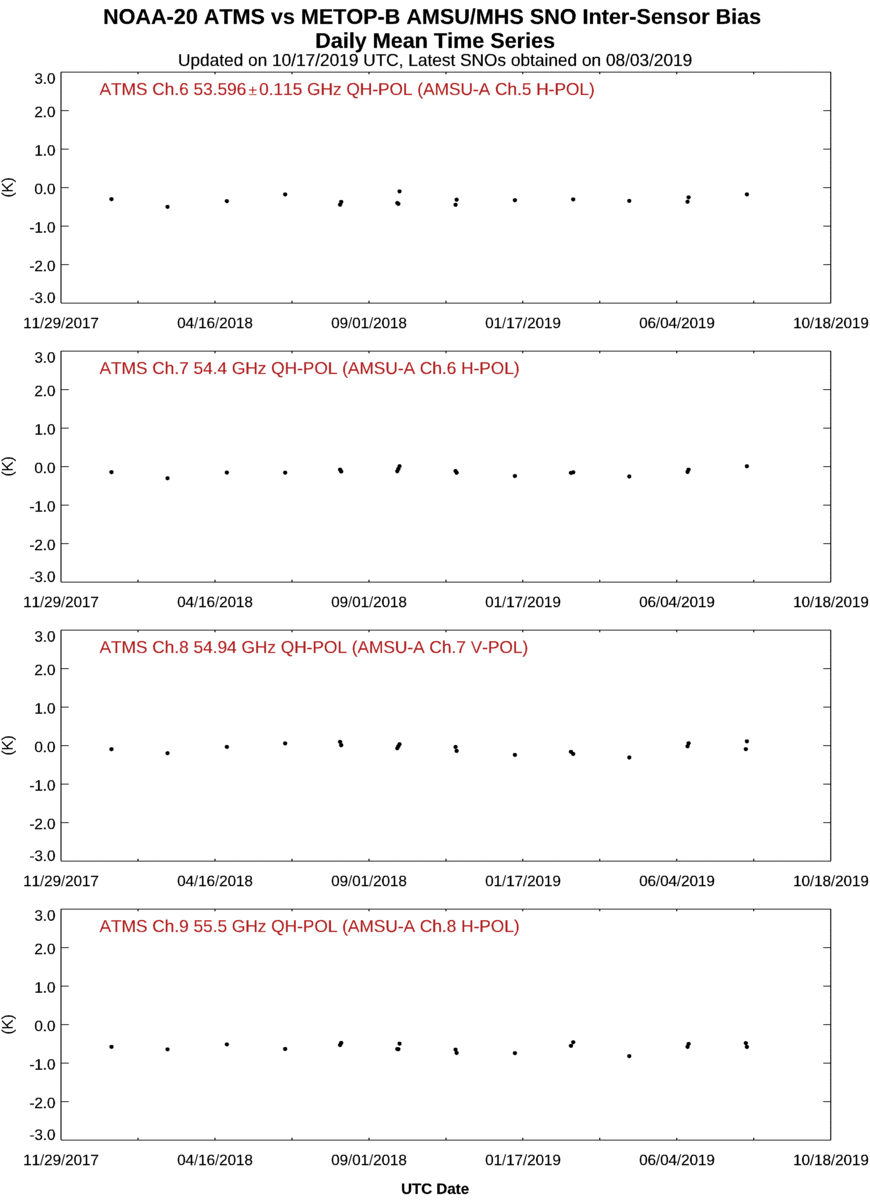 NOAA-20 ATMS vs METOP-B AMSU/MHS SNO Inter-Sensor Bias
Daily Mean Time Series
Updated on 10/17/2019 UTC, Latest SNOs obtained on 08/03/2019
ATMS Ch.6 53.596±0.115 GHz QH-POL (AMSU-A Ch.5 H-POL)
3.0
2.0
1.0
0.0
-1.0
-2.0
-3.0
(K)
11/29/2017 04/16/2018 09/01/2018 01/17/2019 06/04/2019 10/18/2019
ATMS Ch.7 54.4 GHz QH-POL (AMSU-A Ch.6 H-POL)
3.0
2.0
1.0
0.0
-1.0
-2.0
-3.0
(K)
11/29/2017 04/16/2018 09/01/2018 01/17/2019 06/04/2019 10/18/2019
ATMS Ch.8 54.94 GHz QH-POL (AMSU-A Ch.7 V-POL)
3.0
2.0
1.0
0.0
-1.0
-2.0
-3.0
(K)
11/29/2017 04/16/2018 09/01/2018 01/17/2019 06/04/2019 10/18/2019
ATMS Ch.9 55.5 GHz QH-POL (AMSU-A Ch.8 H-POL)
3.0
2.0
1.0
0.0
-1.0
-2.0
-3.0
(K)
11/29/2017 04/16/2018 09/01/2018 01/17/2019 06/04/2019 10/18/2019
UTC Date